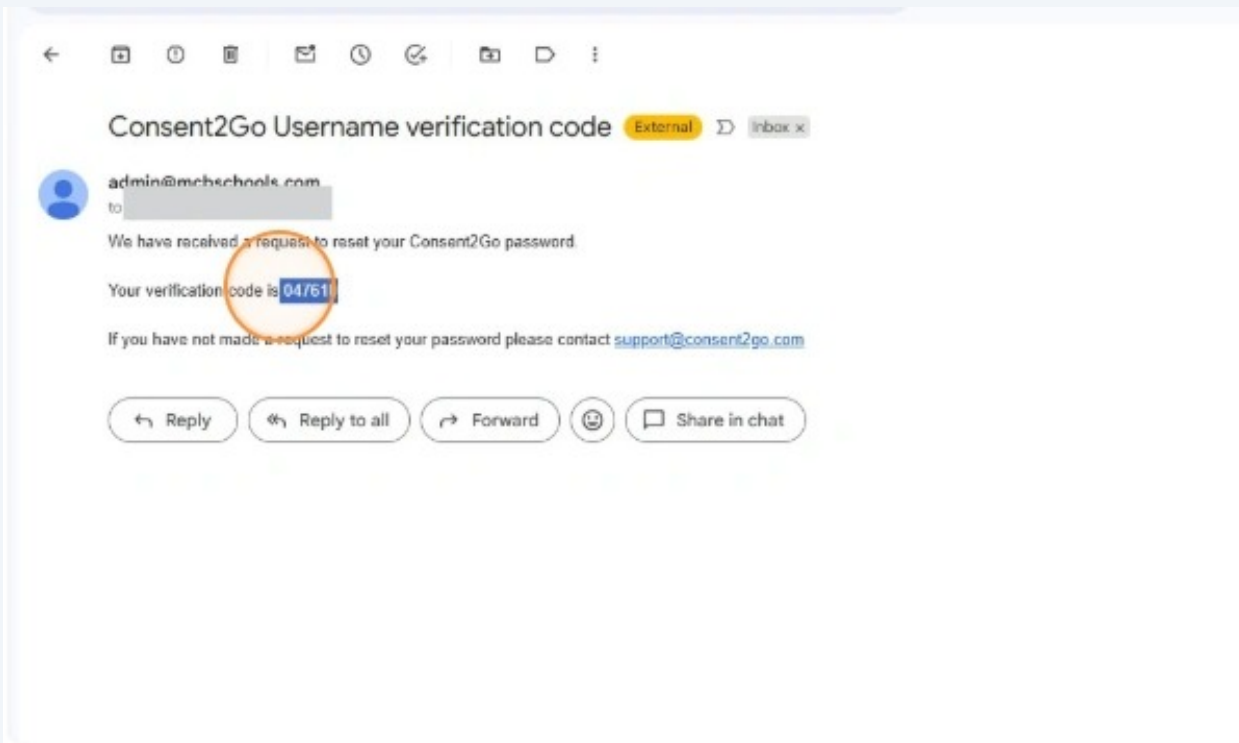 Consent2Go Username verification code External Inbox x
admin@mcbschools.com
to
We have received a request to reset your Consent2Go password.
Your verification code is
If you have not made a request to reset your password please contact support@consent2go.com
Reply Reply to all Forward Share in chat